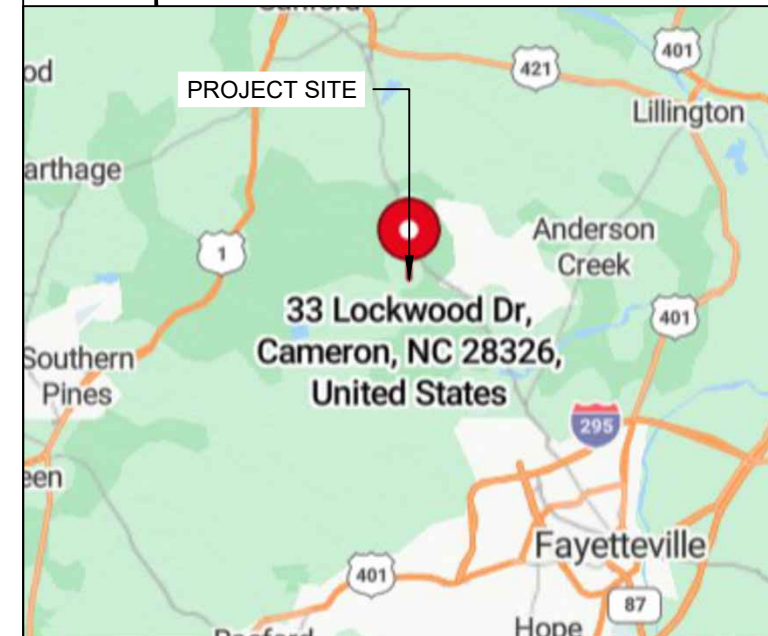 421
401
PROJECT SITE
Lillington
arthage
Anderson
Creek
1
33 Lockwood Dr,
Cameron, NC 28326,
United States
401
Southern
Pines
295
een
Fayetteville
401
87
Hope